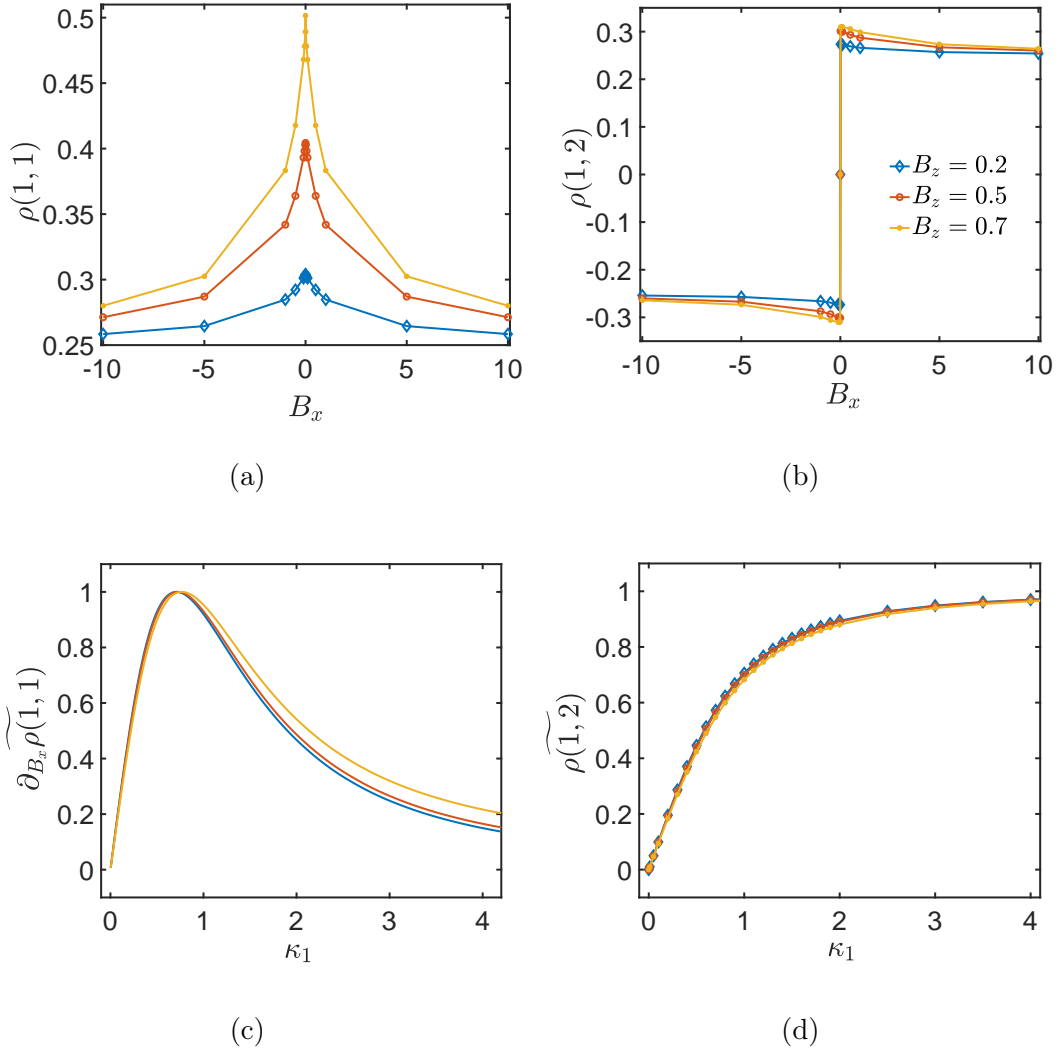 0.5
0.45
0.4
0.35
0.3
0.25
ρ(1, 1)
-10 -5 0 5 10
B_x
(a)
0.3
0.2
0.1
0
-0.1
-0.2
-0.3
ρ(1, 2)
B_z = 0.2
B_z = 0.5
B_z = 0.7
-10 -5 0 5 10
B_x
(b)
1
0.8
0.6
0.4
0.2
0
∂_{B_x}\widetilde{ρ(1, 1)}
0 1 2 3 4
κ_1
(c)
1
0.8
0.6
0.4
0.2
0
\widetilde{ρ(1, 2)}
0 1 2 3 4
κ_1
(d)